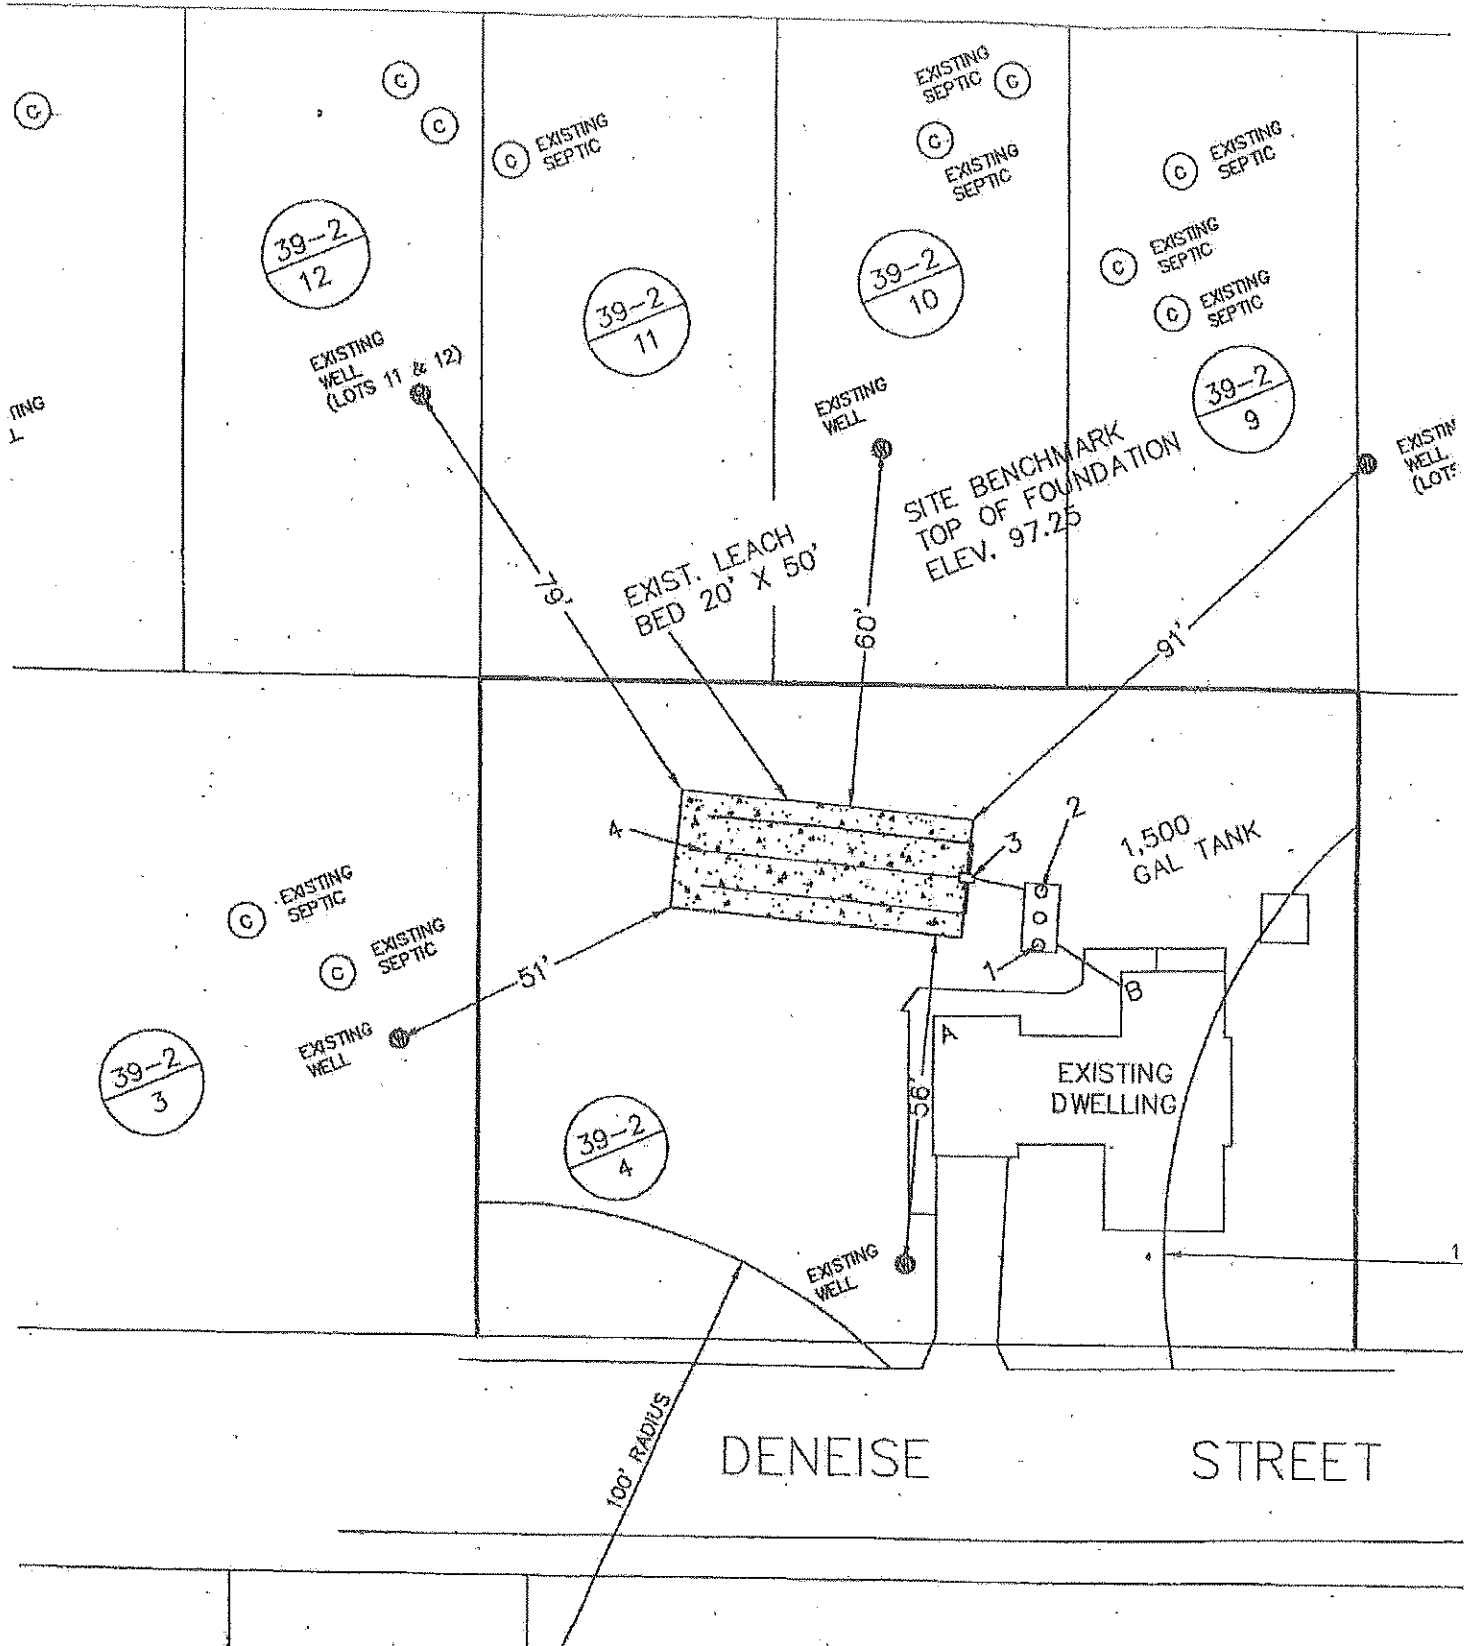 C
C
C
C
EXISTING
SEPTIC
EXISTING
SEPTIC
C
C
EXISTING
SEPTIC
C
EXISTING
SEPTIC
C
EXISTING
SEPTIC
C
EXISTING
SEPTIC
39-2
12
39-2
11
39-2
10
39-2
9
EXISTING
WELL
(LOTS 11 & 12)
EXISTING
WELL
TING
L
EXISTIN
WELL
(LOTS
SITE BENCHMARK
TOP OF FOUNDATION
ELEV. 97.25
EXIST. LEACH
BED 20' X 50'
79'
60'
91'
4
3
2
1,500
GAL TANK
1
B
A
C
EXISTING
SEPTIC
C
EXISTING
SEPTIC
51'
EXISTING
WELL
39-2
3
39-2
4
56'
EXISTING
DWELLING
EXISTING
WELL
1
100' RADIUS
DENEISE STREET